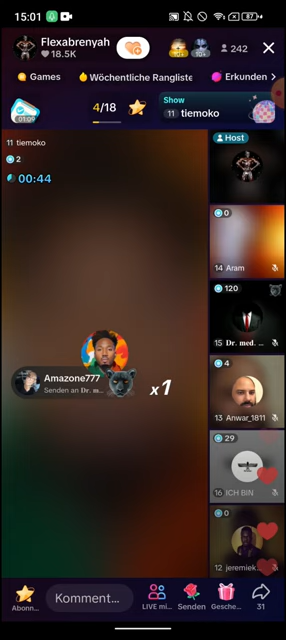 15:01
87
Flexabrenyah
18.5K
242
Games
Wöchentliche Rangliste
Erkunden
01:09
4/18
Show
11 tiemoko
11 tiemoko
2
00:44
Host
0
14 Aram
120
15 Dr. med. ...
Amazone777
Senden an Dr. m...
x1
4
13 Anwar_1811
29
16 ICH BIN
0
12 jeremiek...
Abonn...
Komment...
LIVE mi...
Senden
Gesche...
31